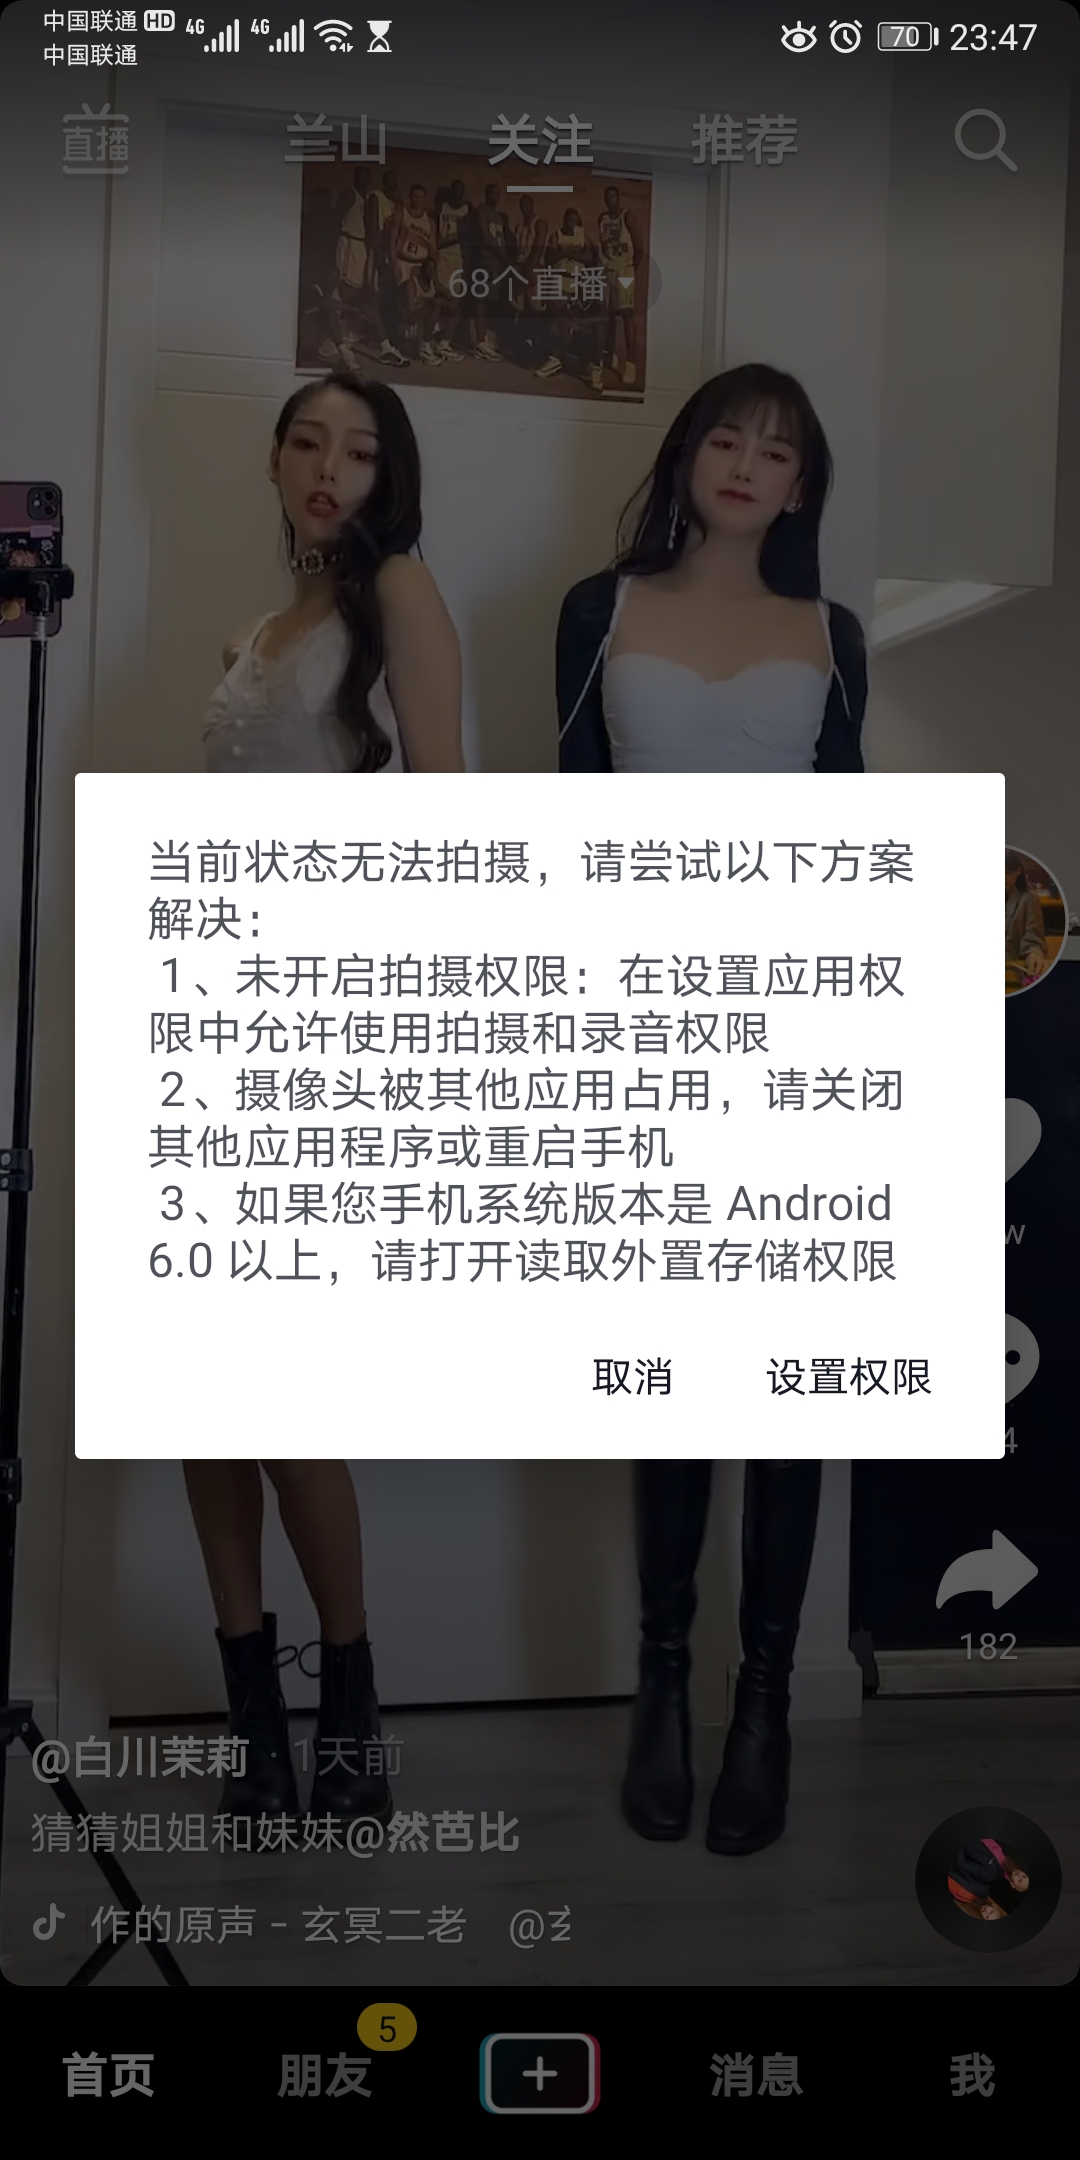 中国联通 HD 4G 4G 70 23:47
中国联通
直播 兰山 关注 推荐
68个直播
当前状态无法拍摄，请尝试以下方案
解决：
1、未开启拍摄权限：在设置应用权
限中允许使用拍摄和录音权限
2、摄像头被其他应用占用，请关闭
其他应用程序或重启手机
3、如果您手机系统版本是 Android
6.0 以上，请打开读取外置存储权限
w
取消 设置权限
4
182
@白川茉莉 · 1天前
猜猜姐姐和妹妹@然芭比
作的原声 - 玄冥二老 @
5
首页 朋友 消息 我